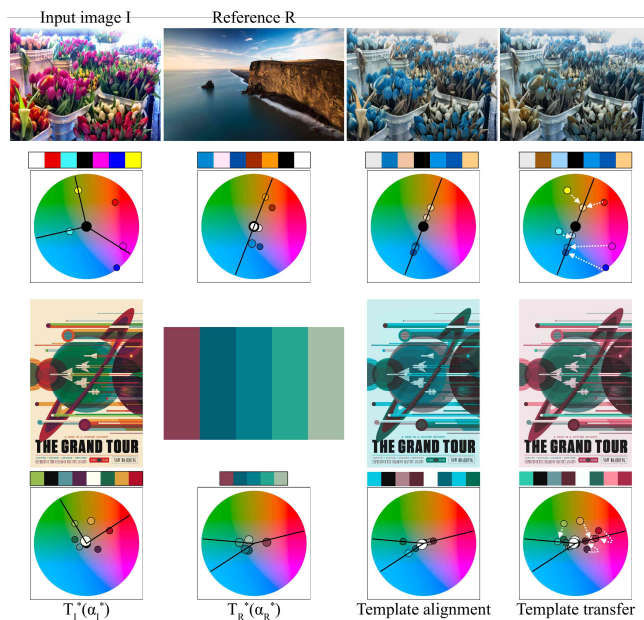 Input image I
Reference R
THE GRAND TOUR
THE GRAND TOUR
THE GRAND TOUR
T_I^*(α_I^*)
T_R^*(α_R^*)
Template alignment
Template transfer